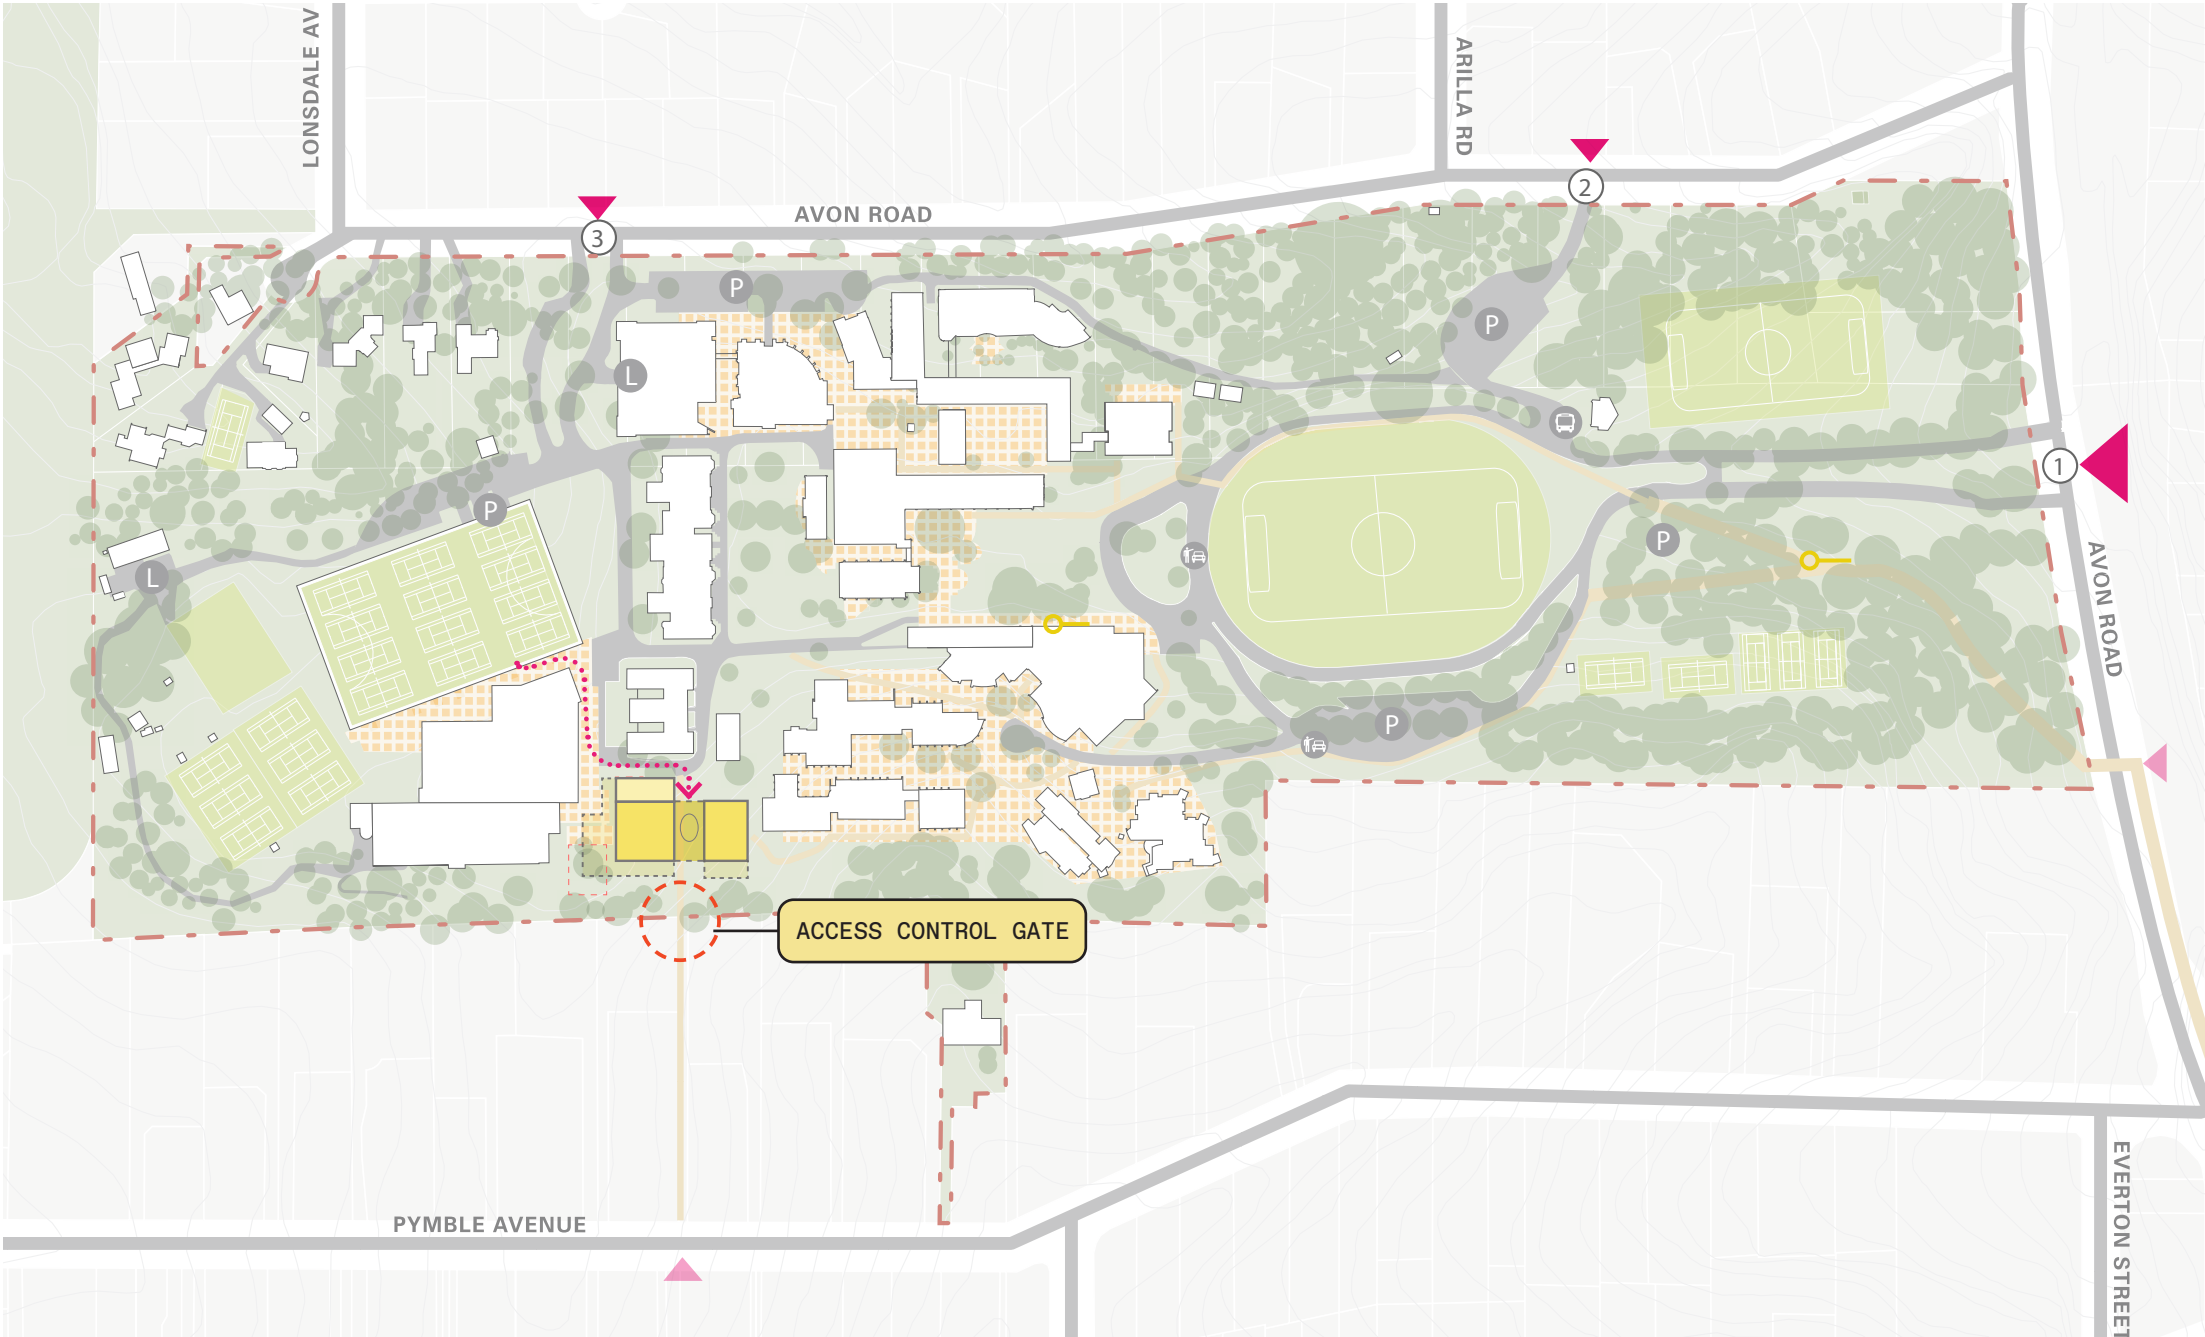 LONSDALE AV
ARILLA RD
2
AVON ROAD
3
P
P
L
1
P
P
L
AVON ROAD
P
ACCESS CONTROL GATE
PYMBLE AVENUE
EVERTON STREET